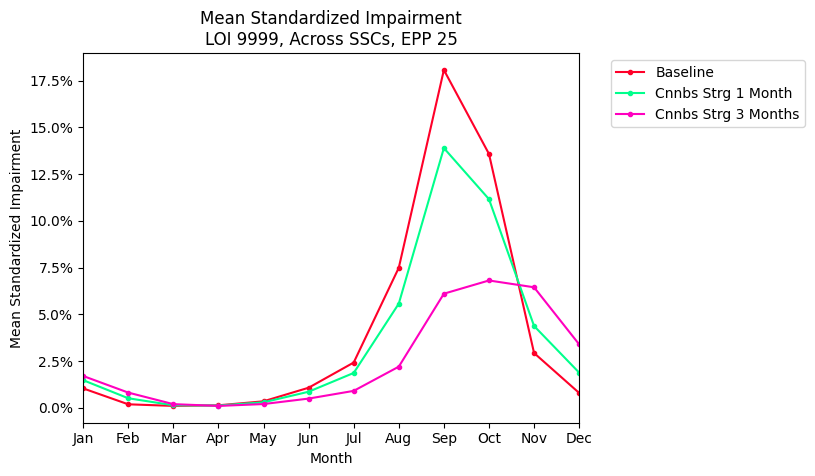 Mean Standardized Impairment
LOI 9999, Across SSCs, EPP 25
Mean Standardized Impairment
17.5%
15.0%
12.5%
10.0%
7.5%
5.0%
2.5%
0.0%
Jan Feb Mar Apr May Jun Jul Aug Sep Oct Nov Dec
Month
Baseline
Cnnbs Strg 1 Month
Cnnbs Strg 3 Months